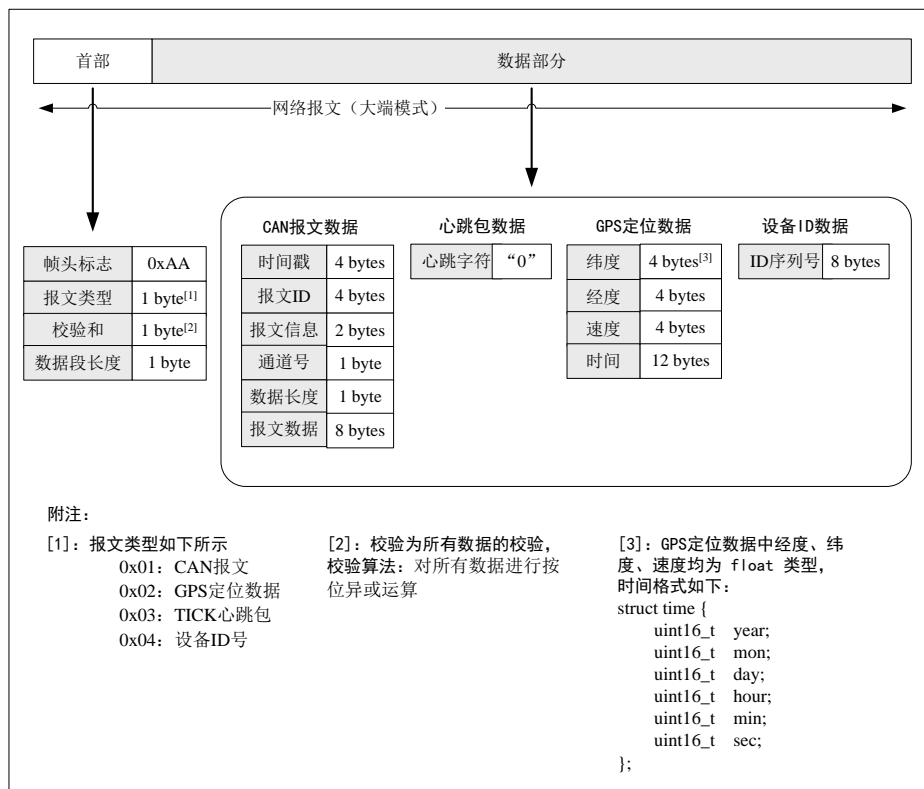 首部 数据部分
网络报文（大端模式）
CAN报文数据
时间戳 4 bytes
报文ID 4 bytes
报文信息 2 bytes
通道号 1 byte
数据长度 1 byte
报文数据 8 bytes
心跳包数据
心跳字符 “0”
GPS定位数据
纬度 4 bytes[3]
经度 4 bytes
速度 4 bytes
时间 12 bytes
设备ID数据
ID序列号 8 bytes
帧头标志 0xAA
报文类型 1 byte[1]
校验和 1 byte[2]
数据段长度 1 byte
附注：
[1]：报文类型如下所示
0x01：CAN报文
0x02：GPS定位数据
0x03：TICK心跳包
0x04：设备ID号
[2]：校验为所有数据的校验，
校验算法：对所有数据进行按
位异或运算
[3]：GPS定位数据中经度、纬
度、速度均为 float 类型，
时间格式如下：
struct time {
uint16_t year;
uint16_t mon;
uint16_t day;
uint16_t hour;
uint16_t min;
uint16_t sec;
};